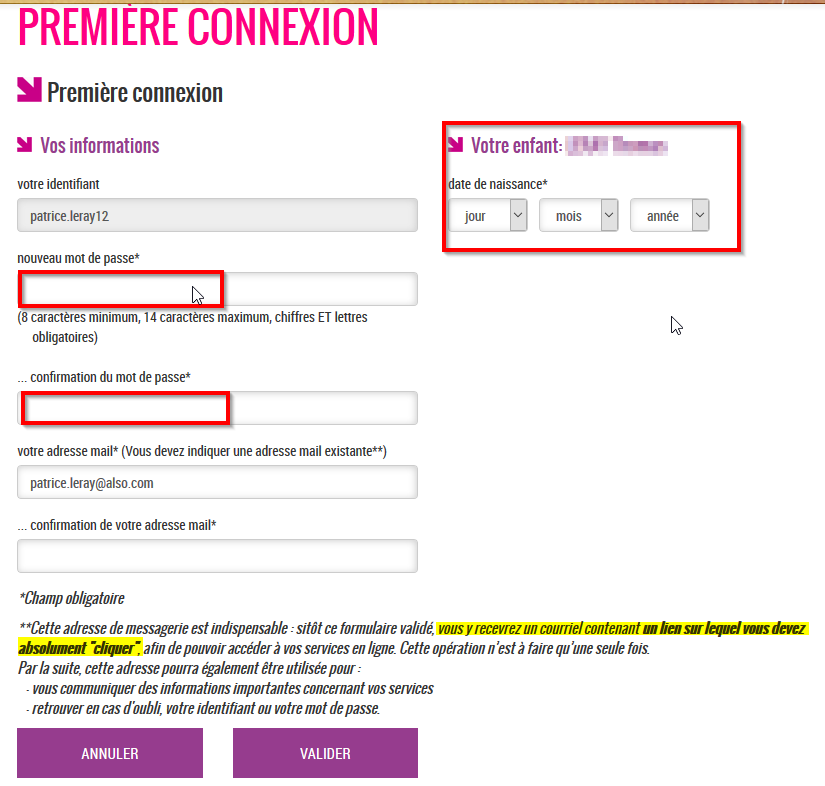 PREMIÈRE CONNEXION
Première connexion
Vos informations
votre identifiant
patrice.leray12
nouveau mot de passe*
(8 caractères minimum, 14 caractères maximum, chiffres ET lettres
obligatoires)
... confirmation du mot de passe*
votre adresse mail* (Vous devez indiquer une adresse mail existante**)
patrice.leray@also.com
... confirmation de votre adresse mail*
Votre enfant:
date de naissance*
jour mois année
*Champ obligatoire
**Cette adresse de messagerie est indispensable : sitôt ce formulaire validé, vous y recevrez un courriel contenant un lien sur lequel vous devez
absolument "cliquer", afin de pouvoir accéder à vos services en ligne. Cette opération n'est à faire qu'une seule fois.
Par la suite, cette adresse pourra également être utilisée pour :
- vous communiquer des informations importantes concernant vos services
- retrouver en cas d'oubli, votre identifiant ou votre mot de passe.
ANNULER VALIDER